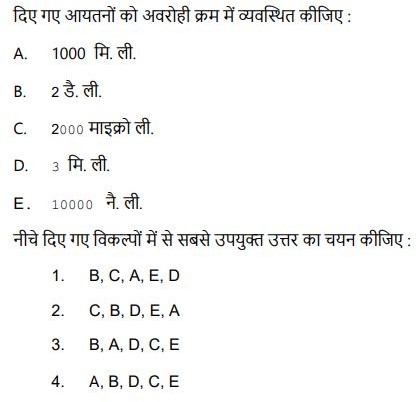 दिए गए आयतनों को अवरोही क्रम में व्यवस्थित कीजिए :
A. 1000 मि. ली.
B. 2 डै. ली.
C. 2000 माइक्रो ली.
D. 3 मि. ली.
E. 10000 नै. ली.
नीचे दिए गए विकल्पों में से सबसे उपयुक्त उत्तर का चयन कीजिए :
1. B, C, A, E, D
2. C, B, D, E, A
3. B, A, D, C, E
4. A, B, D, C, E